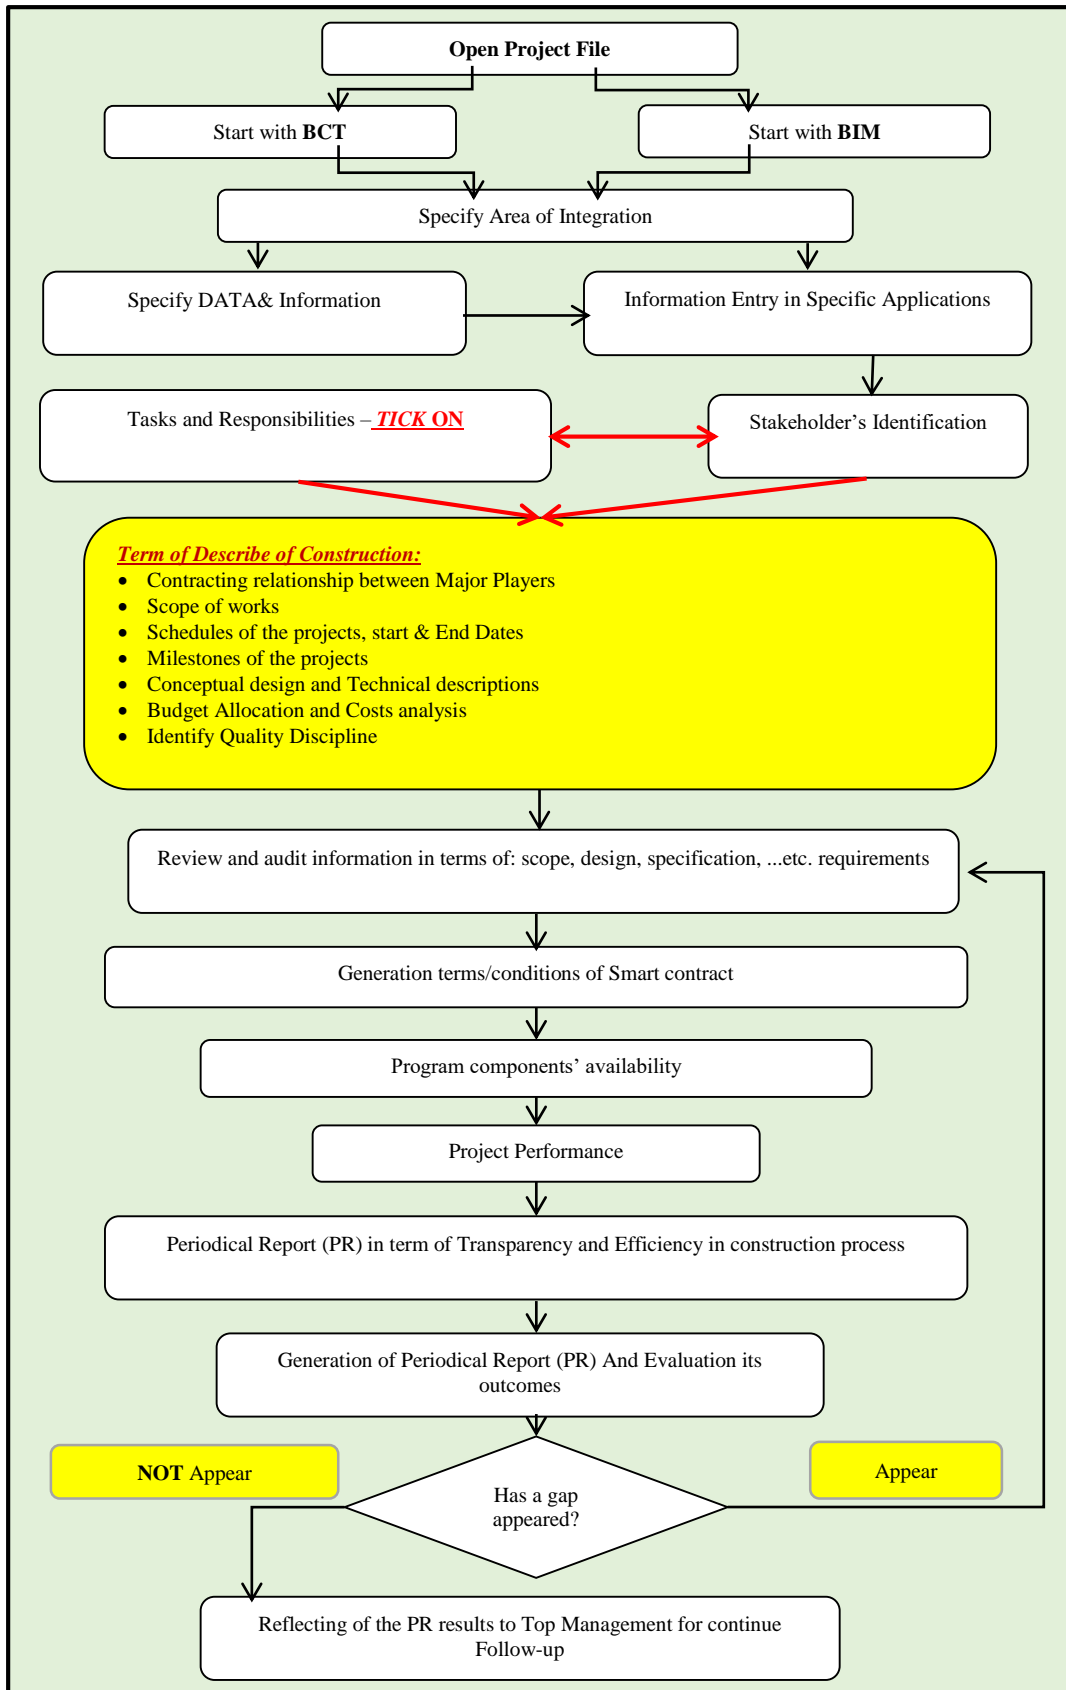 Open Project File
Start with BCT
Start with BIM
Specify Area of Integration
Specify DATA& Information
Information Entry in Specific Applications
Tasks and Responsibilities – TICK ON
Stakeholder’s Identification
Term of Describe of Construction:
• Contracting relationship between Major Players
• Scope of works
• Schedules of the projects, start & End Dates
• Milestones of the projects
• Conceptual design and Technical descriptions
• Budget Allocation and Costs analysis
• Identify Quality Discipline
Review and audit information in terms of: scope, design, specification, ...etc. requirements
Generation terms/conditions of Smart contract
Program components’ availability
Project Performance
Periodical Report (PR) in term of Transparency and Efficiency in construction process
Generation of Periodical Report (PR) And Evaluation its
outcomes
NOT Appear
Appear
Has a gap
appeared?
Reflecting of the PR results to Top Management for continue
Follow-up